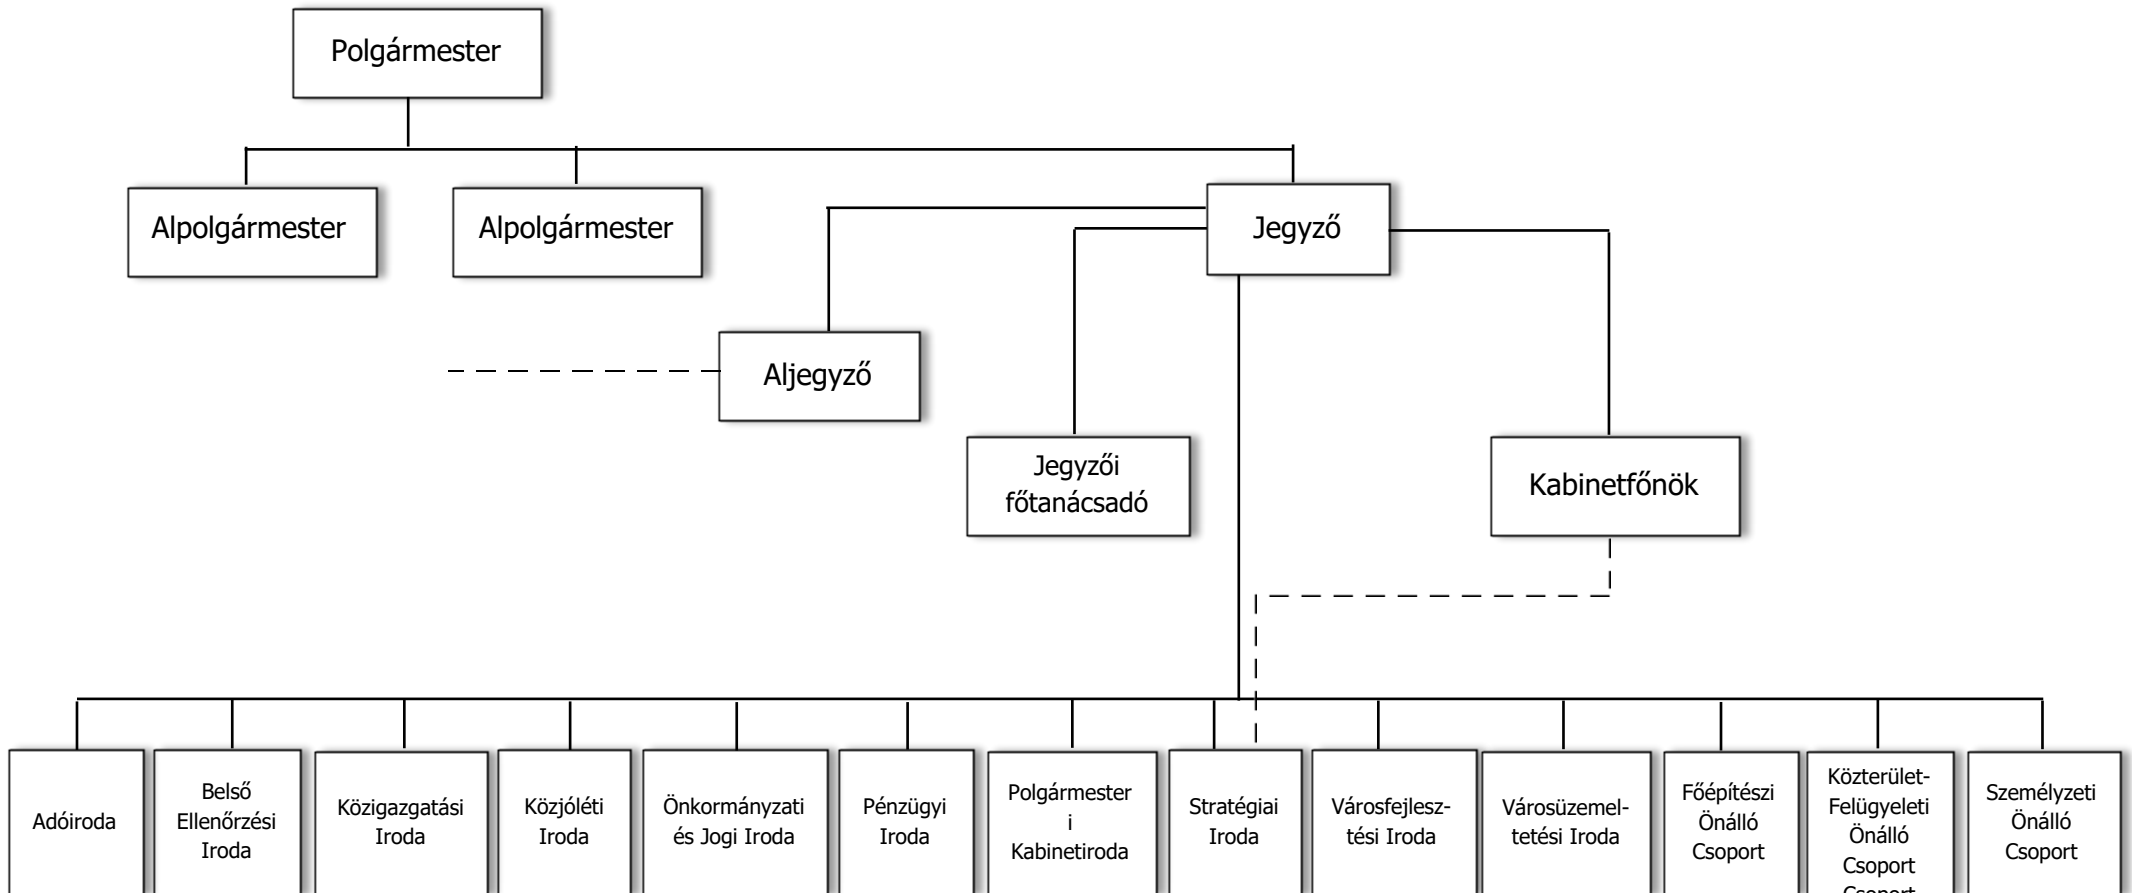 Polgármester
Alpolgármester
Alpolgármester
Jegyző
Aljegyző
Jegyzői
főtanácsadó
Kabinetfőnök
Adóiroda
Belső
Ellenőrzési
Iroda
Közigazgatási
Iroda
Közjóléti
Iroda
Önkormányzati
és Jogi Iroda
Pénzügyi
Iroda
Polgármester
i
Kabinetiroda
Stratégiai
Iroda
Városfejlesz-
tési Iroda
Városüzemel-
tetési Iroda
Főépítészi
Önálló
Csoport
Közterület-
Felügyeleti
Önálló
Csoport
Csoport
Személyzeti
Önálló
Csoport